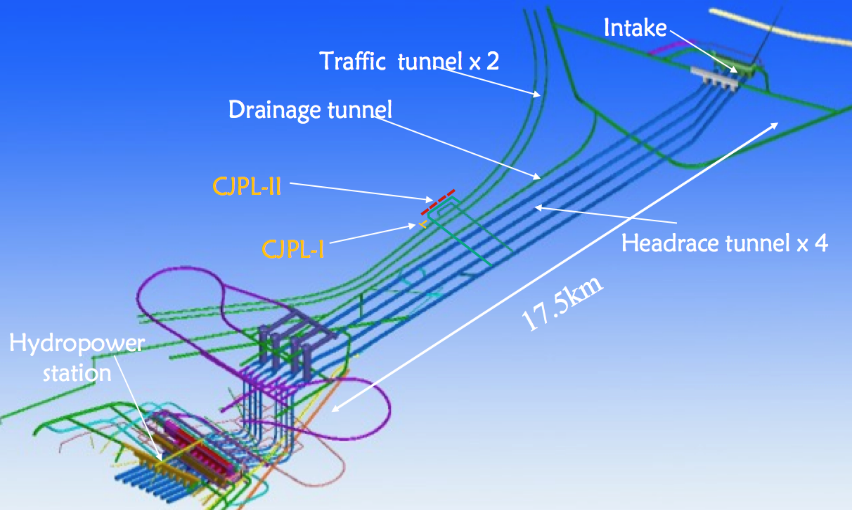 Intake
Traffic tunnel x 2
Drainage tunnel
CJPL-II
CJPL-I
Headrace tunnel x 4
17.5km
Hydropower
station